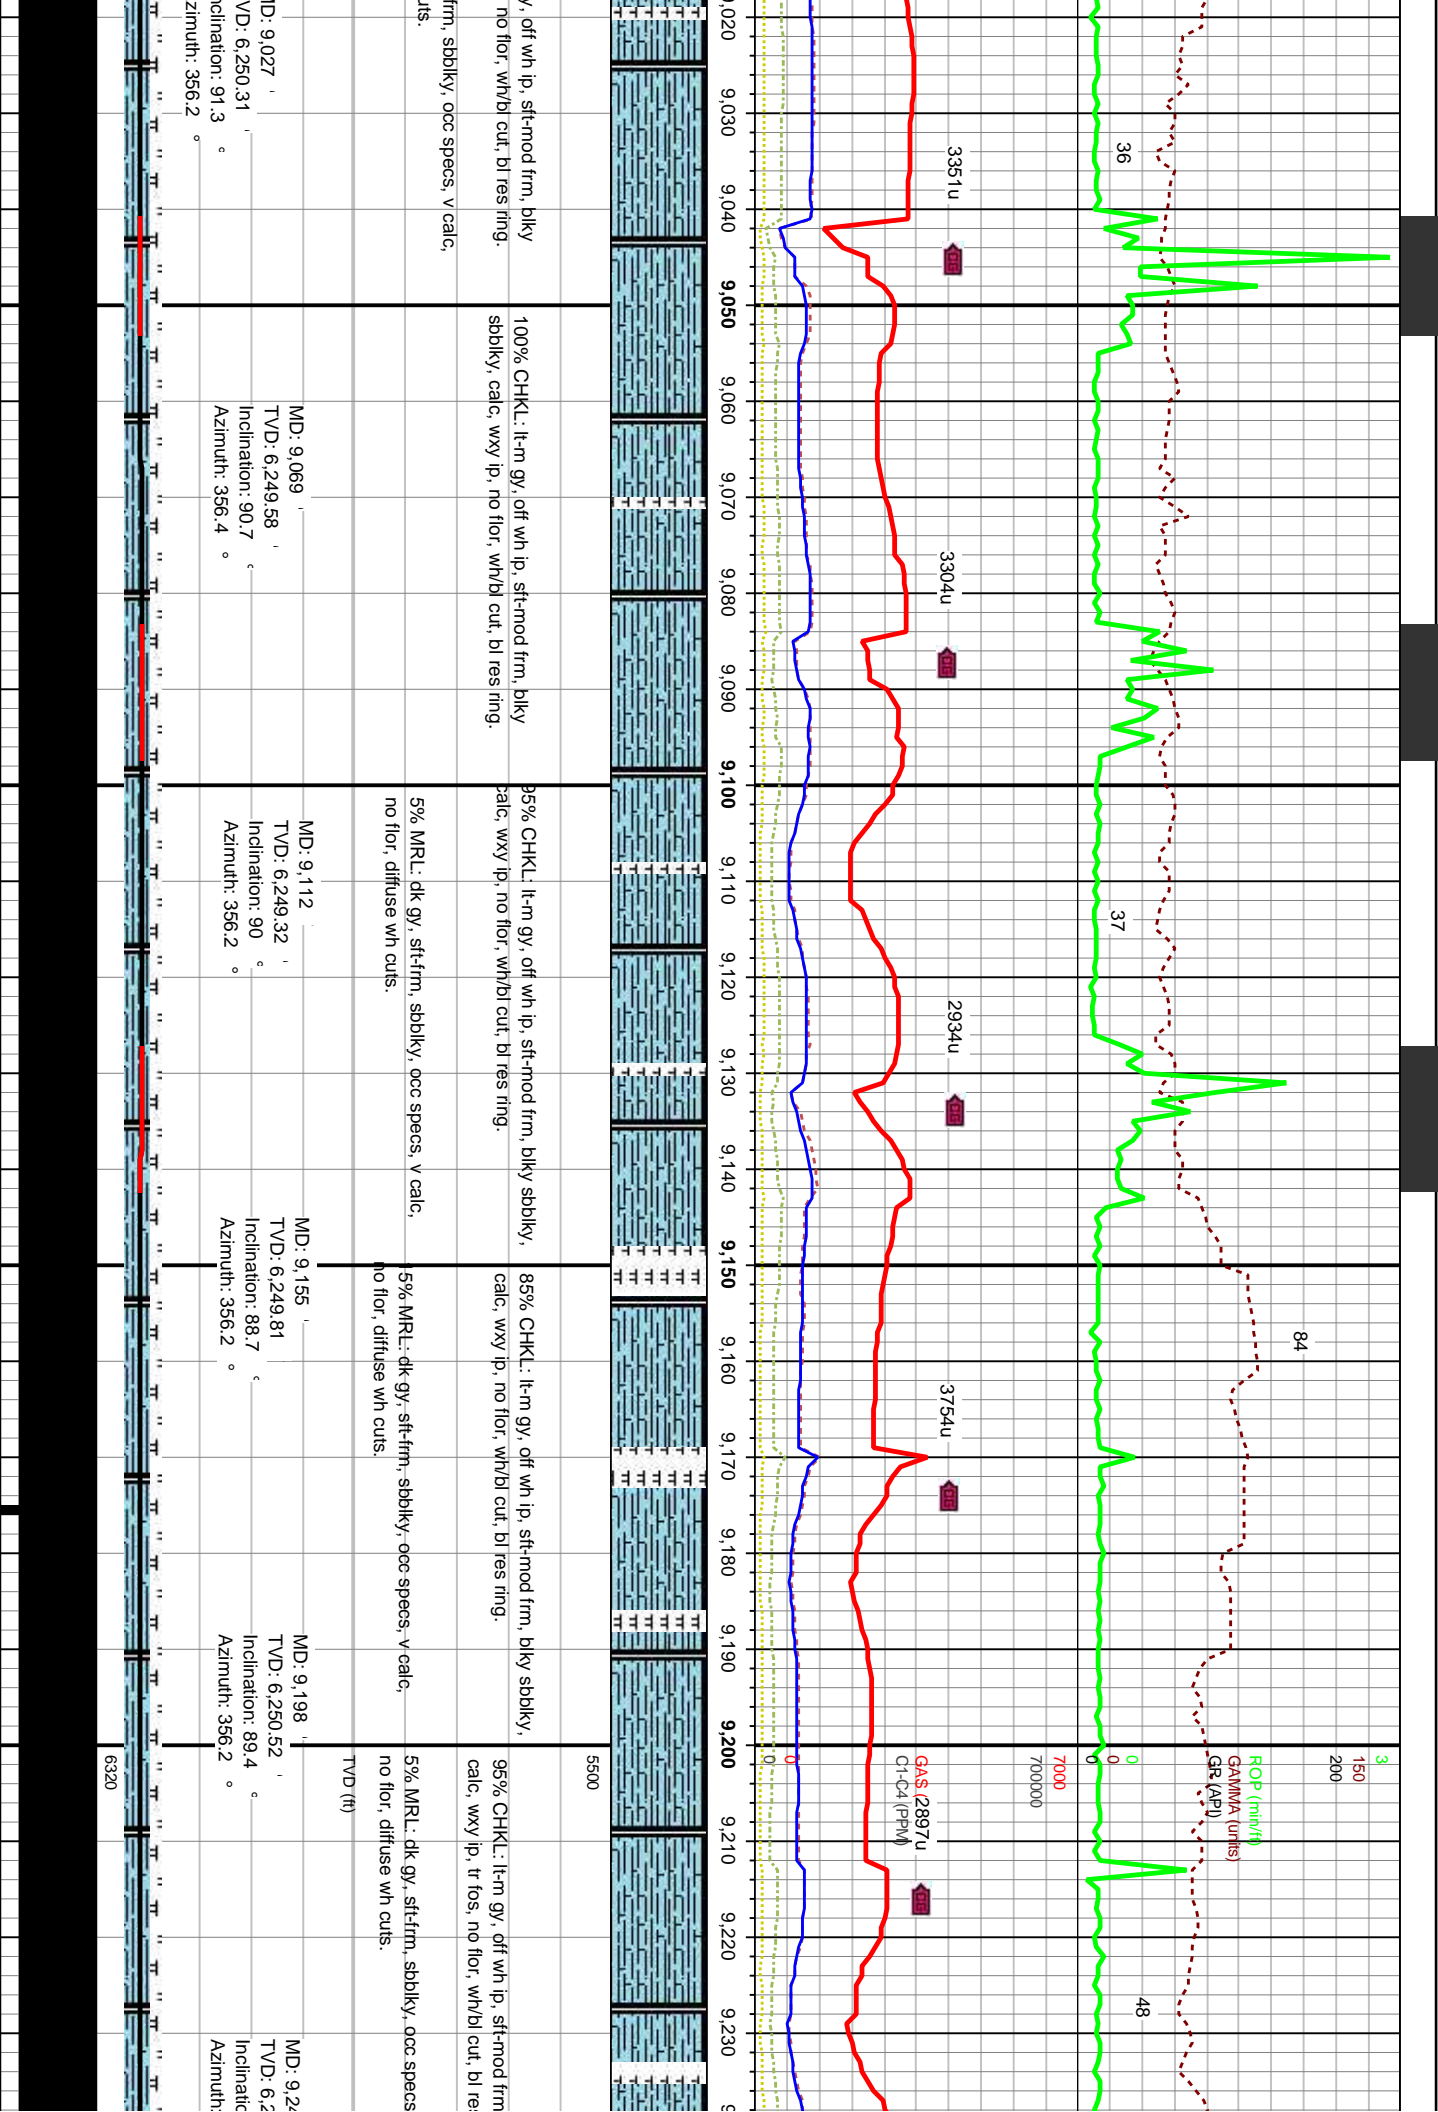 y, off wh ip, sft-mod frm, blky
no flor, wh/bl cut, bl res ring.
frm, sbblky, occ specs, v calc,
uts.
MD: 9,027 '
TVD: 6,250.31 '
Inclination: 91.3 °
Azimuth: 356.2 °
100% CHKL: lt-m gy, off wh ip, sft-mod frm, blky
sbblky, calc, wxy ip, no flor, wh/bl cut, bl res ring.
MD: 9,069 '
TVD: 6,249.58 '
Inclination: 90.7 °
Azimuth: 356.4 °
95% CHKL: lt-m gy, off wh ip, sft-mod frm, blky sbblky,
calc, wxy ip, no flor, wh/bl cut, bl res ring.
5% MRL: dk gy, sft-frm, sbblky, occ specs, v calc,
no flor, diffuse wh cuts.
MD: 9,112 '
TVD: 6,249.32 '
Inclination: 90 °
Azimuth: 356.2 °
85% CHKL: lt-m gy, off wh ip, sft-mod frm, blky sbblky,
calc, wxy ip, no flor, wh/bl cut, bl res ring.
15% MRL: dk gy, sft-frm, sbblky, occ specs, v calc,
no flor, diffuse wh cuts.
MD: 9,155 '
TVD: 6,249.81 '
Inclination: 88.7 °
Azimuth: 356.2 °
MD: 9,198 '
TVD: 6,250.52 '
Inclination: 89.4 °
Azimuth: 356.2 °
95% CHKL: lt-m gy, off wh ip, sft-mod frm
calc, wxy ip, tr fos, no flor, wh/bl cut, bl res
5% MRL: dk gy, sft-frm, sbblky, occ specs
no flor, diffuse wh cuts.
MD: 9,24
TVD: 6,2
Inclinatio
Azimuth:
5500
TVD (ft)
6320
9,020
9,030
9,040
9,050
9,060
9,070
9,080
9,090
9,100
9,110
9,120
9,130
9,140
9,150
9,160
9,170
9,180
9,190
9,200
9,210
9,220
9,230
3351u
3304u
2934u
3754u
2897u
36
37
84
48
ROP (min/ft)
0
3
GAMMA (units)
0
150
GR (API)
0
200
GAS (
0
7000
C1-C4 (PPM)
0
700000